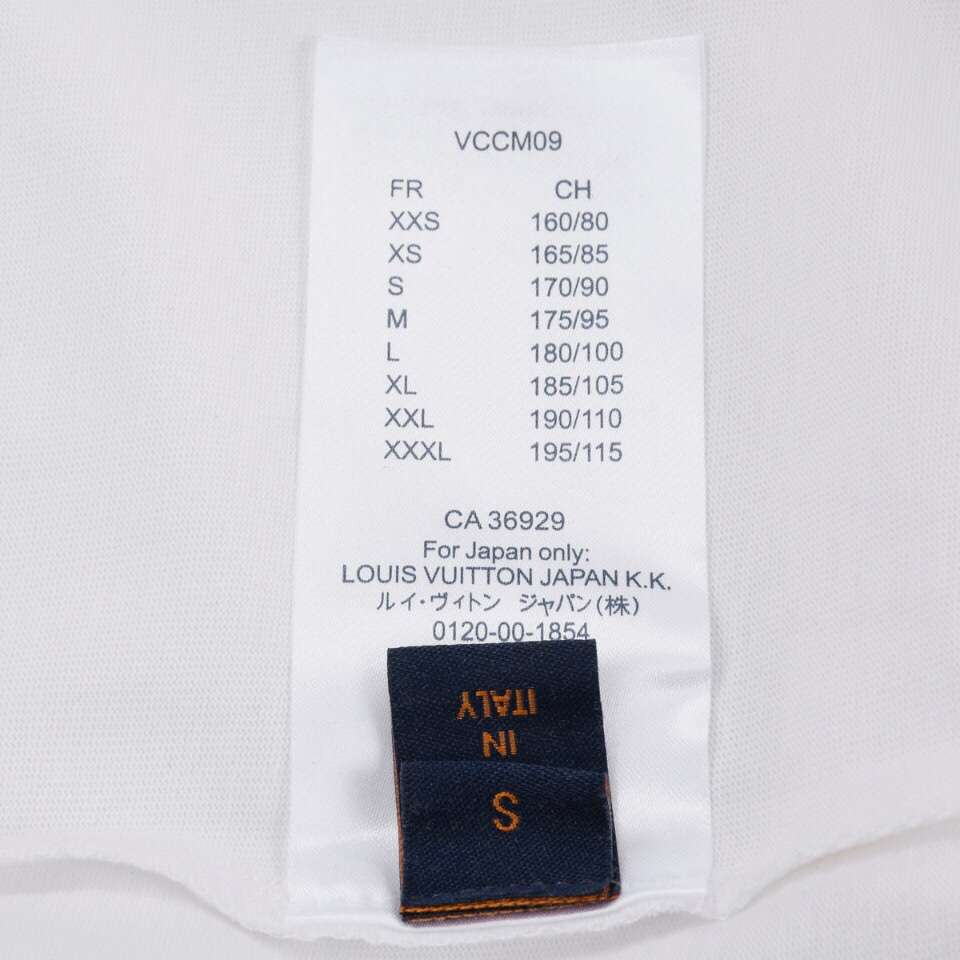 VCCM09
FR CH
XXS 160/80
XS 165/85
S 170/90
M 175/95
L 180/100
XL 185/105
XXL 190/110
XXXL 195/115
CA 36929
For Japan only:
LOUIS VUITTON JAPAN K.K.
ルイ・ヴィトン ジャパン(株)
0120-00-1854
IN
ITALY
S